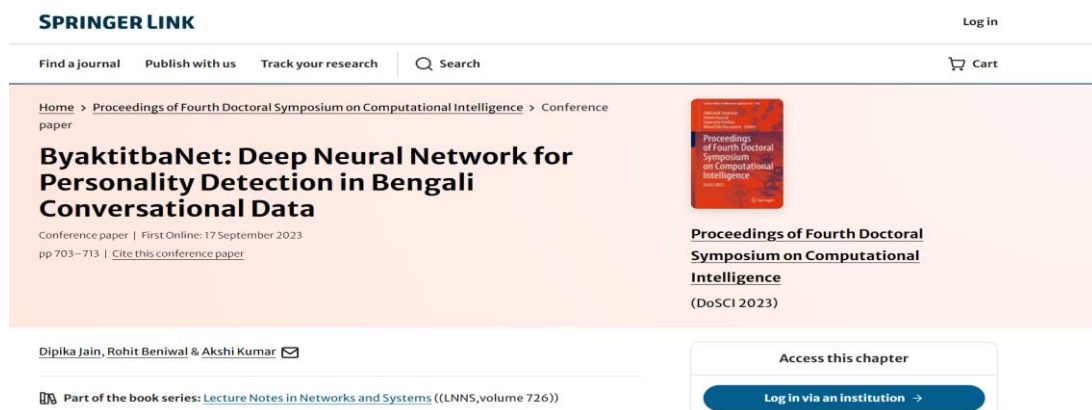 SPRINGER LINK
Log in
Find a journal Publish with us Track your research Search
Cart
Home > Proceedings of Fourth Doctoral Symposium on Computational Intelligence > Conference
paper
ByaktitbaNet: Deep Neural Network for
Personality Detection in Bengali
Conversational Data
Conference paper | First Online: 17 September 2023
pp 703–713 | Cite this conference paper
Proceedings
of Fourth Doctoral
Symposium
on Computational
Intelligence
Proceedings of Fourth Doctoral
Symposium on Computational
Intelligence
(DoSCI 2023)
Dipika Jain, Rohit Beniwal & Akshi Kumar
Part of the book series: Lecture Notes in Networks and Systems ((LNNS,volume 726))
Access this chapter
Log in via an institution →